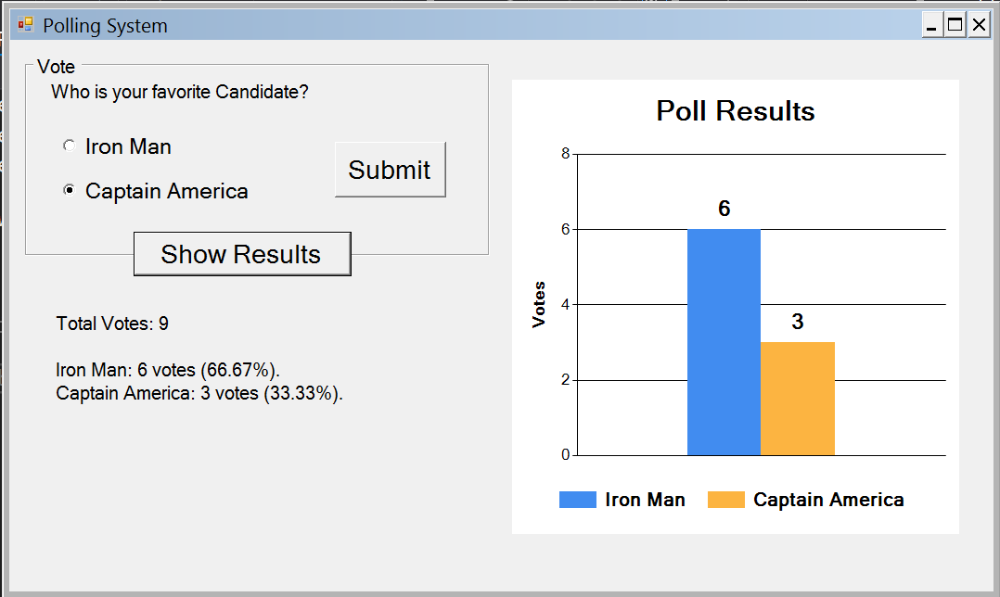 Polling System
Vote
Who is your favorite Candidate?
Iron Man
Captain America
Submit
Show Results
Total Votes: 9
Iron Man: 6 votes (66.67%).
Captain America: 3 votes (33.33%).
Poll Results
Votes
8
6
4
2
0
6
3
Iron Man
Captain America